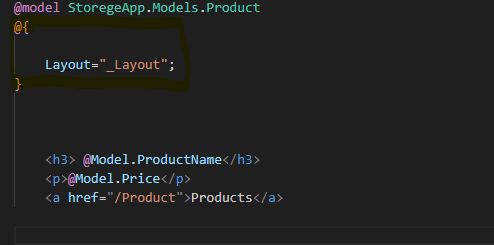 @model StoregeApp.Models.Product
@{
Layout="_Layout";
}
<h3> @Model.ProductName</h3>
<p>@Model.Price</p>
<a href="/Product">Products</a>